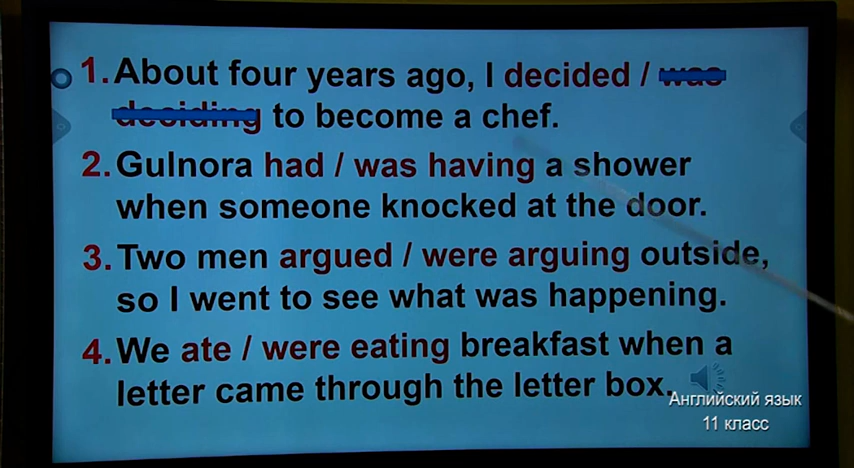 1. About four years ago, I decided / was
deciding to become a chef.
2. Gulnora had / was having a shower
when someone knocked at the door.
3. Two men argued / were arguing outside,
so I went to see what was happening.
4. We ate / were eating breakfast when a
letter came through the letter box.
Английский язык
11 класс